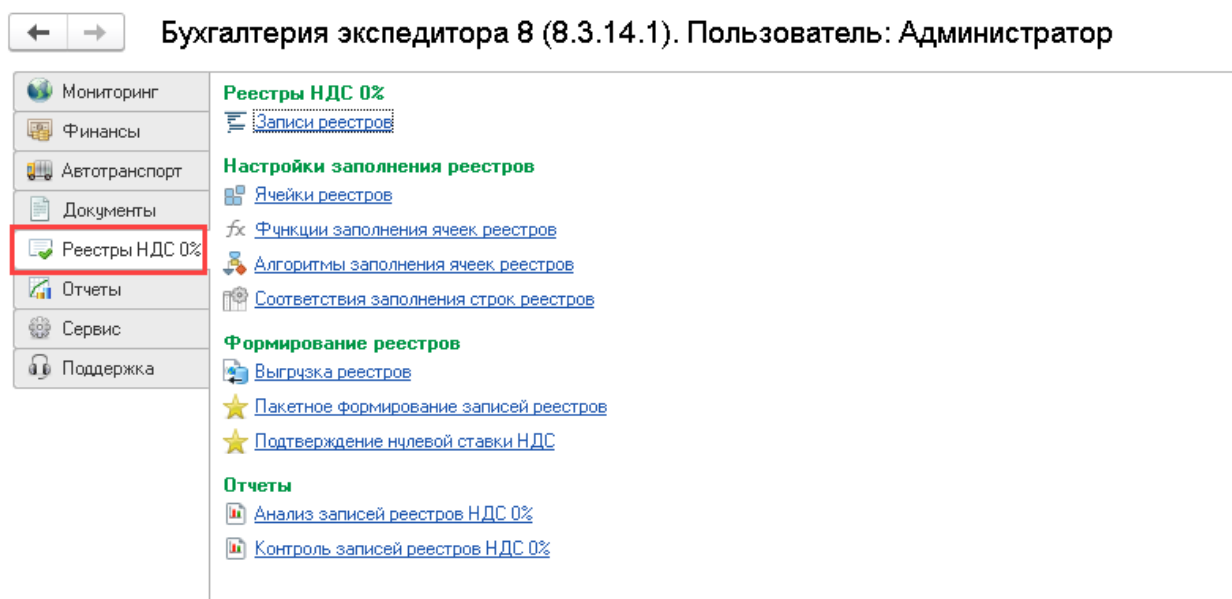 Бухгалтерия экспедитора 8 (8.3.14.1). Пользователь: Администратор
Мониторинг
Финансы
Автотранспорт
Документы
Реестры НДС 0%
Отчеты
Сервис
Поддержка
Реестры НДС 0%
Записи реестров
Настройки заполнения реестров
Ячейки реестров
Функции заполнения ячеек реестров
Алгоритмы заполнения ячеек реестров
Соответствия заполнения строк реестров
Формирование реестров
Выгрузка реестров
Пакетное формирование записей реестров
Подтверждение нулевой ставки НДС
Отчеты
Анализ записей реестров НДС 0%
Контроль записей реестров НДС 0%